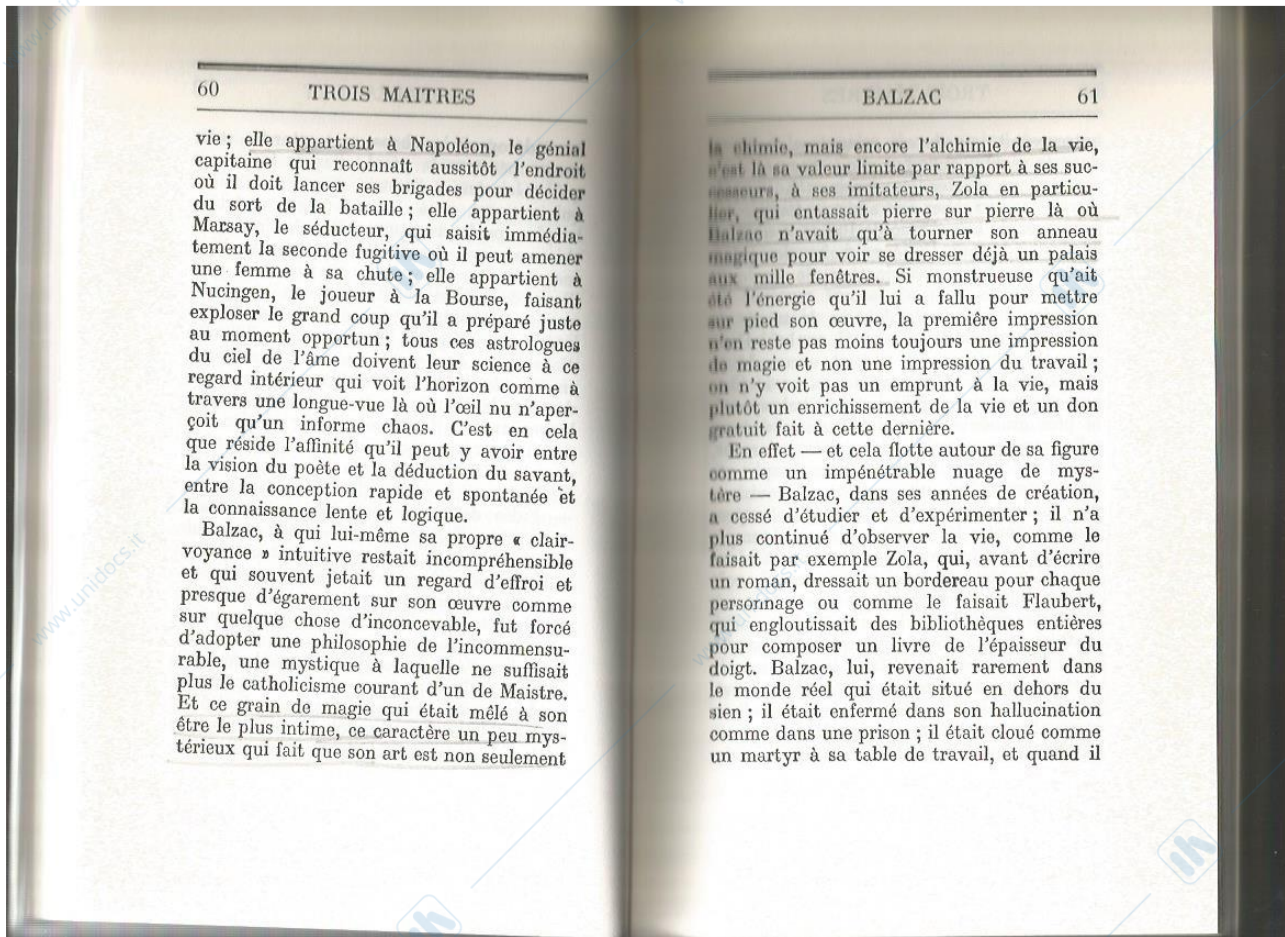 60
TROIS MAITRES
vie ; elle appartient à Napoléon, le génial
capitaine qui reconnaît aussitôt l'endroit
où il doit lancer ses brigades pour décider
du sort de la bataille ; elle appartient à
Marsay, le séducteur, qui saisit immédia-
tement la seconde fugitive où il peut amener
une femme à sa chute ; elle appartient à
Nucingen, le joueur à la Bourse, faisant
exploser le grand coup qu'il a préparé juste
au moment opportun ; tous ces astrologues
du ciel de l'âme doivent leur science à ce
regard intérieur qui voit l'horizon comme à
travers une longue-vue là où l'œil nu n'aper-
çoit qu'un informe chaos. C'est en cela
que réside l'affinité qu'il peut y avoir entre
la vision du poète et la déduction du savant,
entre la conception rapide et spontanée et
la connaissance lente et logique.
Balzac, à qui lui-même sa propre « clair-
voyance » intuitive restait incompréhensible
et qui souvent jetait un regard d'effroi et
presque d'égarement sur son œuvre comme
sur quelque chose d'inconcevable, fut forcé
d'adopter une philosophie de l'incommensu-
rable, une mystique à laquelle ne suffisait
plus le catholicisme courant d'un de Maistre.
Et ce grain de magie qui était mêlé à son
être le plus intime, ce caractère un peu mys-
térieux qui fait que son art est non seulement
BALZAC
61
la chimie, mais encore l'alchimie de la vie,
c'est là sa valeur limite par rapport à ses suc-
cesseurs, à ses imitateurs, Zola en particu-
lier, qui entassait pierre sur pierre là où
Balzac n'avait qu'à tourner son anneau
magique pour voir se dresser déjà un palais
aux mille fenêtres. Si monstrueuse qu'ait
été l'énergie qu'il lui a fallu pour mettre
sur pied son œuvre, la première impression
n'en reste pas moins toujours une impression
de magie et non une impression du travail ;
on n'y voit pas un emprunt à la vie, mais
plutôt un enrichissement de la vie et un don
gratuit fait à cette dernière.
En effet — et cela flotte autour de sa figure
comme un impénétrable nuage de mys-
tère — Balzac, dans ses années de création,
a cessé d'étudier et d'expérimenter ; il n'a
plus continué d'observer la vie, comme le
faisait par exemple Zola, qui, avant d'écrire
un roman, dressait un bordereau pour chaque
personnage ou comme le faisait Flaubert,
qui engloutissait des bibliothèques entières
pour composer un livre de l'épaisseur du
doigt. Balzac, lui, revenait rarement dans
le monde réel qui était situé en dehors du
sien ; il était enfermé dans son hallucination
comme dans une prison ; il était cloué comme
un martyr à sa table de travail, et quand il
www.unidocs.it